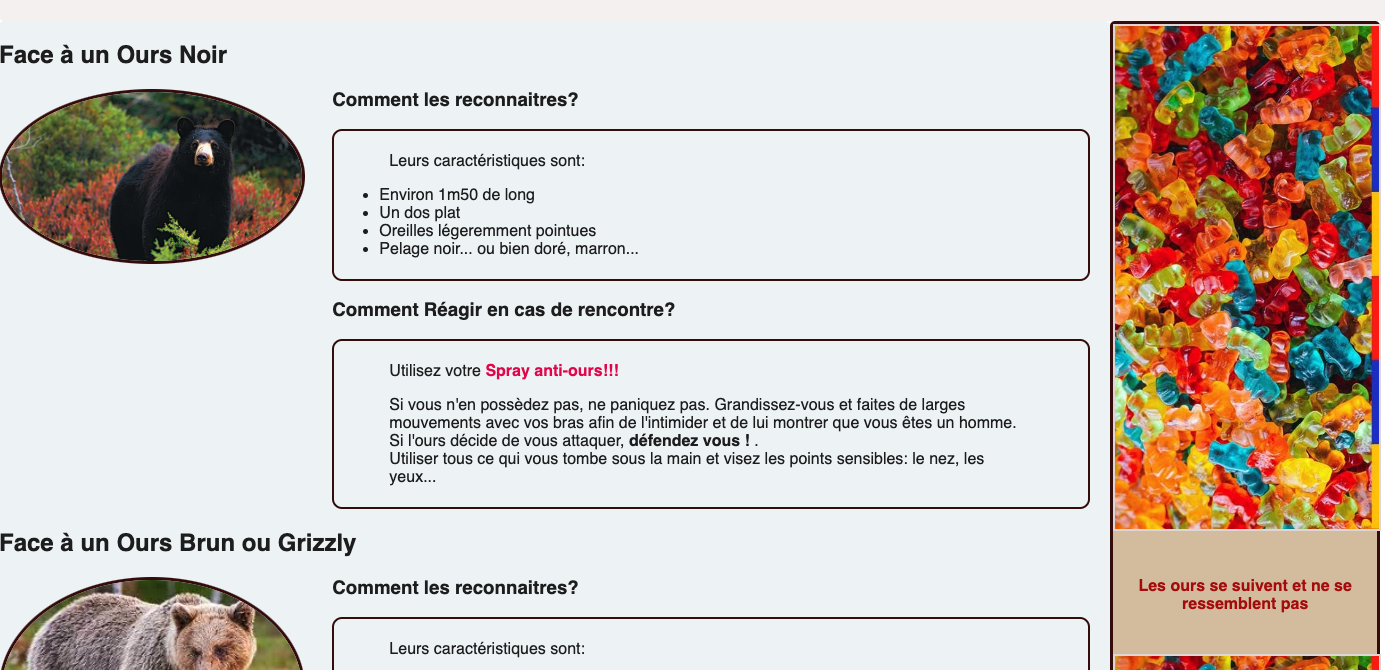 Face à un Ours Noir
Comment les reconnaitres?
Leurs caractéristiques sont:
Environ 1m50 de long
Un dos plat
Oreilles légeremment pointues
Pelage noir... ou bien doré, marron...
Comment Réagir en cas de rencontre?
Utilisez votre Spray anti-ours!!!
Si vous n'en possèdez pas, ne paniquez pas. Grandissez-vous et faites de larges
mouvements avec vos bras afin de l'intimider et de lui montrer que vous êtes un homme.
Si l'ours décide de vous attaquer, défendez vous ! .
Utiliser tous ce qui vous tombe sous la main et visez les points sensibles: le nez, les
yeux...
Face à un Ours Brun ou Grizzly
Comment les reconnaitres?
Leurs caractéristiques sont:
Les ours se suivent et ne se
ressemblent pas